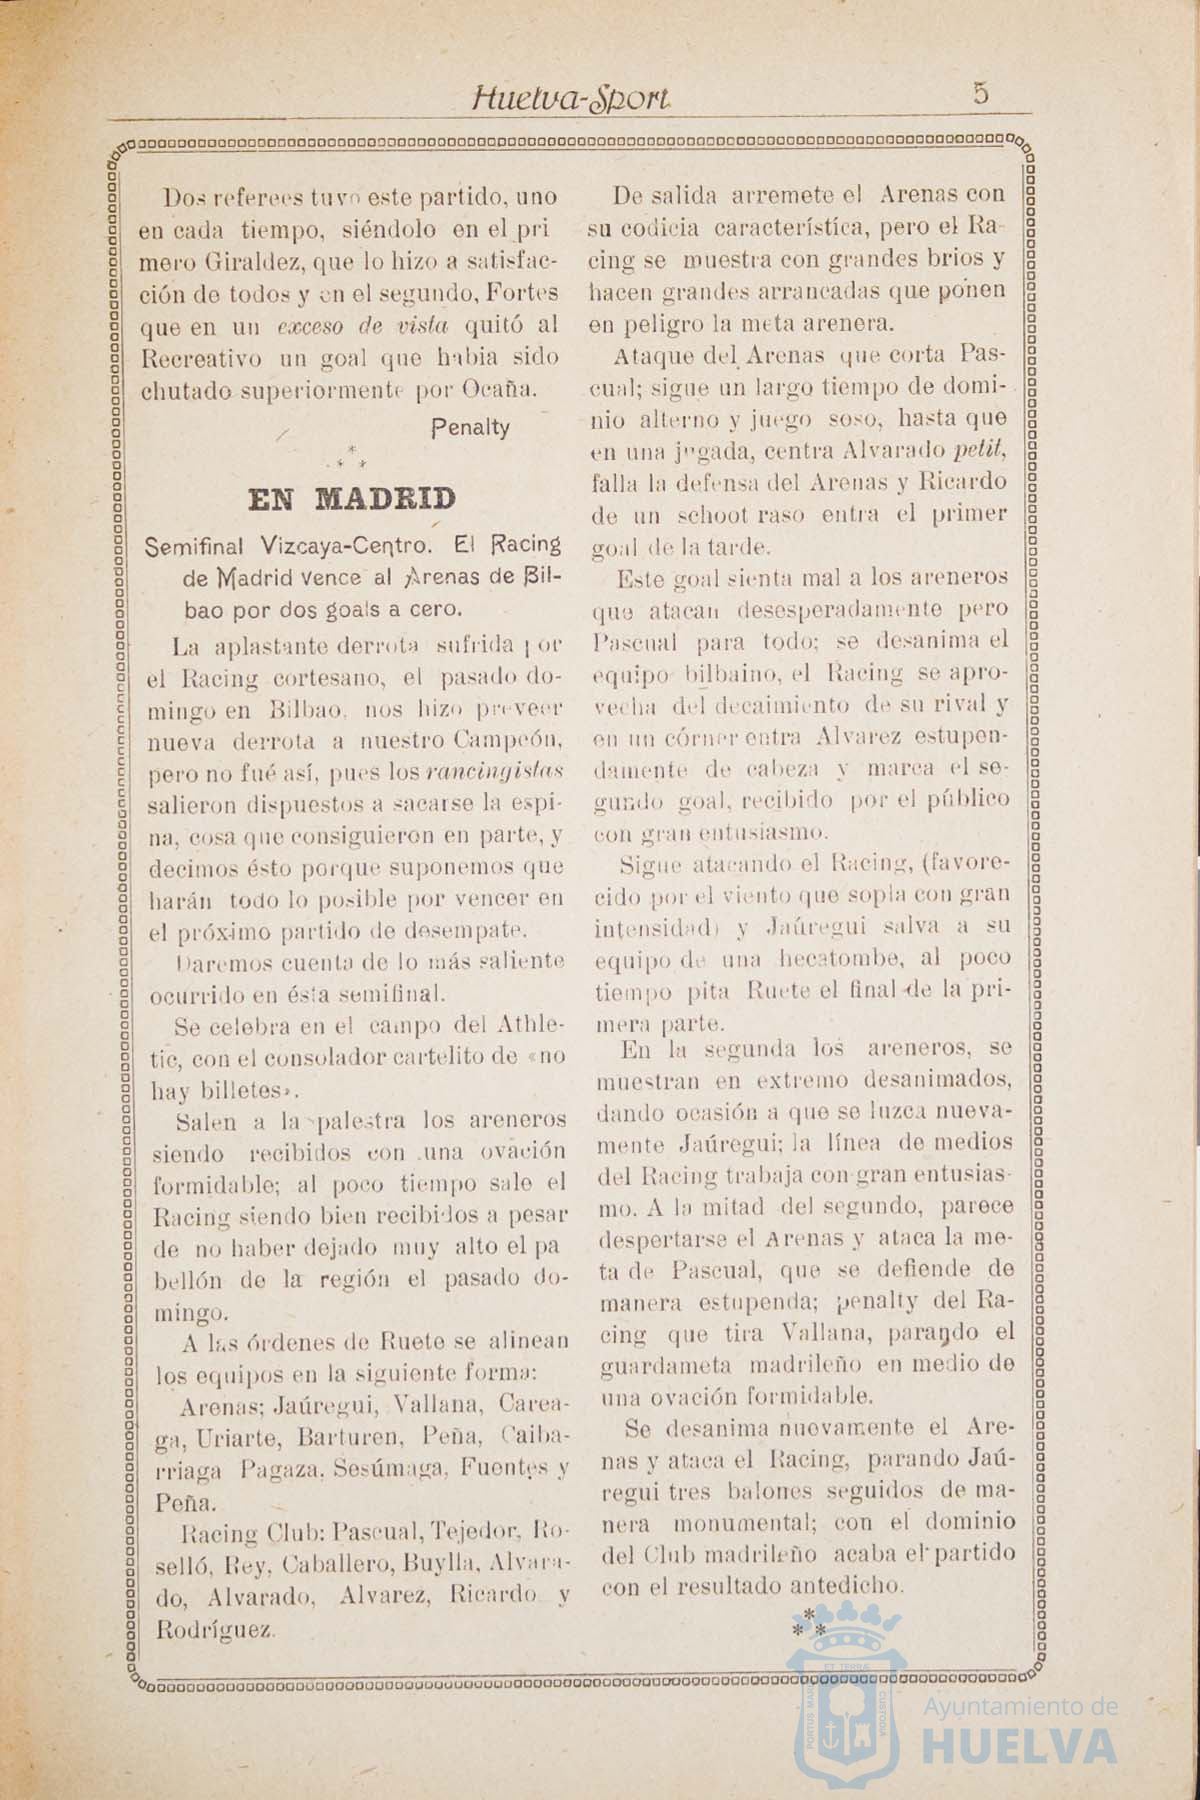 Huelva-Sport
5
Dos referees tuvo este partido, uno
en cada tiempo, siéndolo en el pri
mero Giraldez, que lo hizo a satisfac-
ción de todos y en el segundo, Fortes
que en un exceso de vista quitó al
Recreativo un goal que habia sido
chutado superiormente por Ocaña.
Penalty
* * *
EN MADRID
Semifinal Vizcaya-Centro. El Racing
de Madrid vence al Arenas de Bil-
bao por dos goals a cero.
La aplastante derrota sufrida por
el Racing cortesano, el pasado do-
mingo en Bilbao, nos hizo preveer
nueva derrota a nuestro Campeón,
pero no fué así, pues los rancingistas
salieron dispuestos a sacarse la espi-
na, cosa que consiguieron en parte, y
decimos ésto porque suponemos que
harán todo lo posible por vencer en
el próximo partido de desempate.
Daremos cuenta de lo más saliente
ocurrido en ésta semifinal.
Se celebra en el campo del Athle-
tic, con el consolador cartelito de «no
hay billetes».
Salen a la palestra los areneros
siendo recibidos con una ovación
formidable; al poco tiempo sale el
Racing siendo bien recibidos a pesar
de no haber dejado muy alto el pa
bellón de la región el pasado do-
mingo.
A las órdenes de Ruete se alinean
los equipos en la siguiente forma:
Arenas; Jaúregui, Vallana, Carea-
ga, Uriarte, Barturen, Peña, Caiba-
rriaga Pagaza, Sesúmaga, Fuentes y
Peña.
Racing Club: Pascual, Tejedor, Ro-
selló, Rey, Caballero, Buylla, Alvara-
do, Alvarado, Alvarez, Ricardo y
Rodríguez.
De salida arremete el Arenas con
su codicia característica, pero el Ra-
cing se muestra con grandes brios y
hacen grandes arrancadas que ponen
en peligro la meta arenera.
Ataque del Arenas que corta Pas-
cual; sigue un largo tiempo de domi-
nio alterno y juego soso, hasta que
en una jugada, centra Alvarado petit,
falla la defensa del Arenas y Ricardo
de un schoot raso entra el primer
goal de la tarde.
Este goal sienta mal a los areneros
que atacan desesperadamente pero
Pascual para todo; se desanima el
equipo bilbaino, el Racing se apro-
vecha del decaimiento de su rival y
en un córner entra Alvarez estupen-
damente de cabeza y marca el se-
gundo goal, recibido por el público
con gran entusiasmo.
Sigue atacando el Racing, (favore-
cido por el viento que sopla con gran
intensidad) y Jaúregui salva a su
equipo de una hecatombe, al poco
tiempo pita Ruete el final de la pri-
mera parte.
En la segunda los areneros, se
muestran en extremo desanimados,
dando ocasión a que se luzca nueva-
mente Jaúregui; la línea de medios
del Racing trabaja con gran entusias-
mo. A la mitad del segundo, parece
despertarse el Arenas y ataca la me-
ta de Pascual, que se defiende de
manera estupenda; penalty del Ra-
cing que tira Vallana, parando el
guardameta madrileño en medio de
una ovación formidable.
Se desanima nuevamente el Are-
nas y ataca el Racing, parando Jaú-
regui tres balones seguidos de ma-
nera monumental; con el dominio
del Club madrileño acaba el partido
con el resultado antedicho.
* * *
PORTUS MARIS ET TERRÆ CUSTODIA
Ayuntamiento de
HUELVA